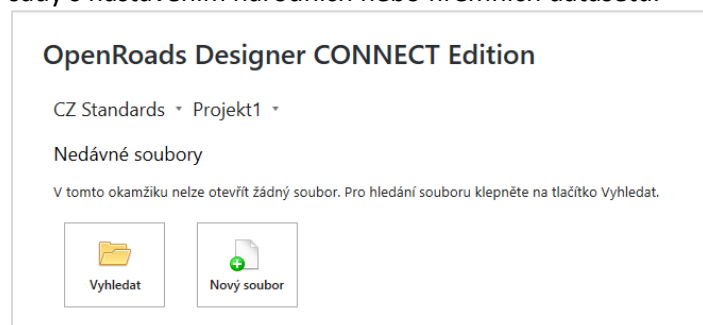 OpenRoads Designer CONNECT Edition
CZ Standards Projekt1
Nedávné soubory
V tomto okamžiku nelze otevřít žádný soubor. Pro hledání souboru klepněte na tlačítko Vyhledat.
Vyhledat Nový soubor